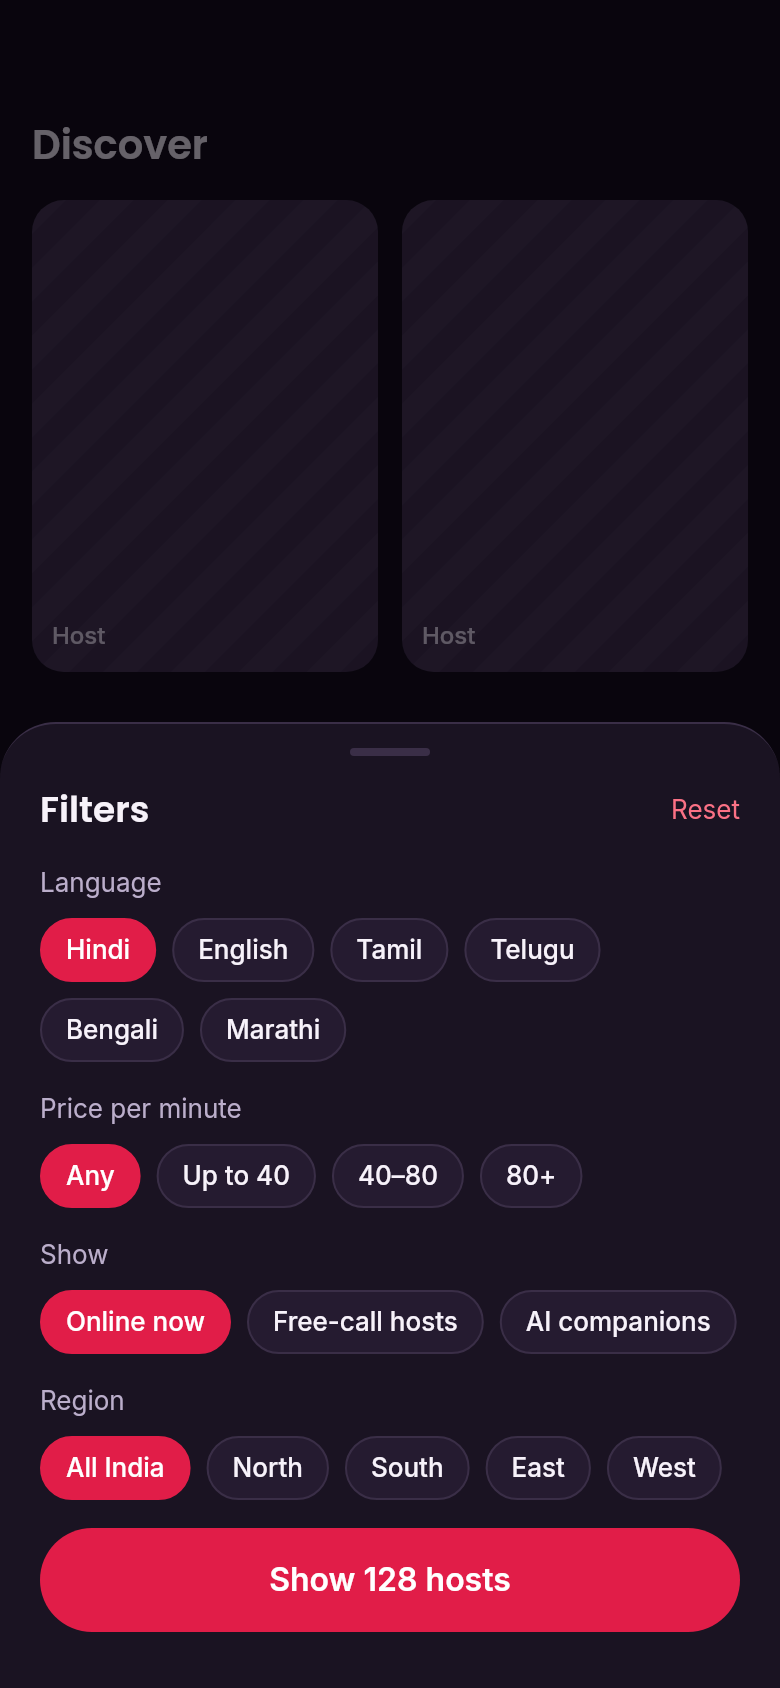 Discover
Host Host
Filters Reset
Language
Hindi English Tamil Telugu
Bengali Marathi
Price per minute
Any Up to 40 40–80 80+
Show
Online now Free-call hosts AI companions
Region
All India North South East West
Show 128 hosts